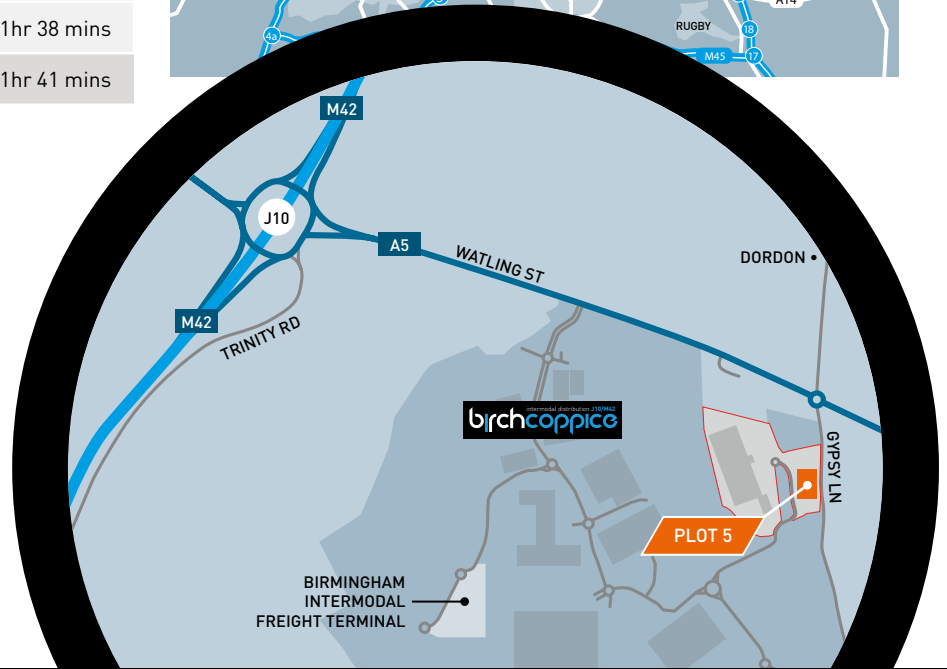 1hr 38 mins
1hr 41 mins
4a
RUGBY
A14
18
M45
17
M42
J10
A5
WATLING ST
DORDON
M42
TRINITY RD
intermodal distribution J10/M42
birchcoppice
GYPSY LN
PLOT 5
BIRMINGHAM
INTERMODAL
FREIGHT TERMINAL